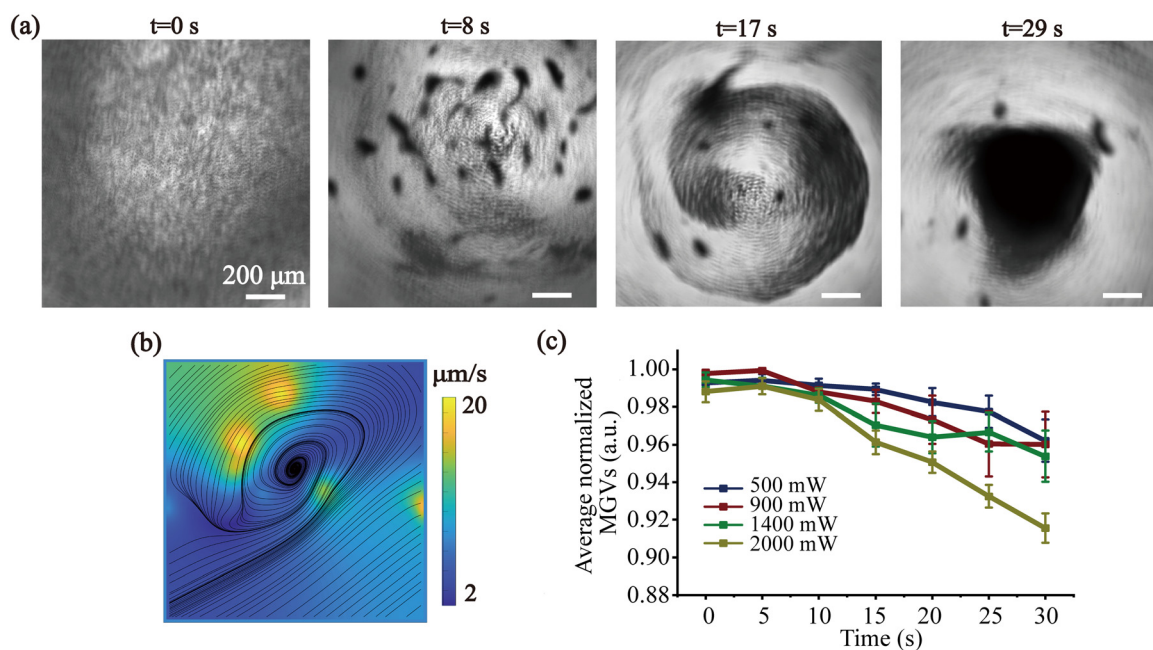 (a)
t=0 s
t=8 s
t=17 s
t=29 s
200 μm
(b)
μm/s
20
2
(c)
Average normalized
MGVs (a.u.)
1.00
0.98
0.96
0.94
0.92
0.90
0.88
500 mW
900 mW
1400 mW
2000 mW
0 5 10 15 20 25 30
Time (s)